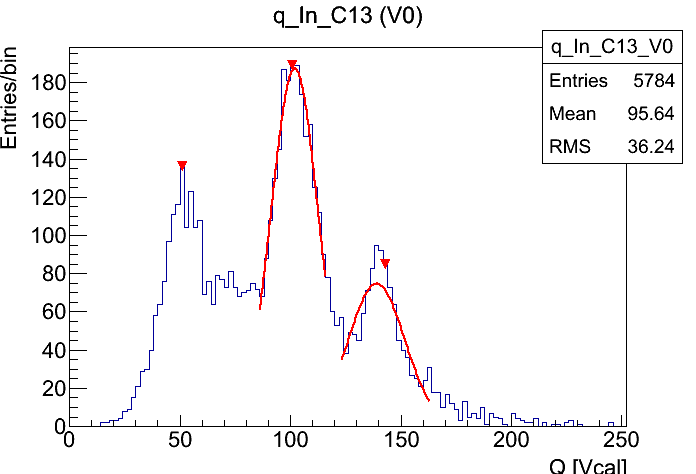 q_In_C13 (V0)
q_In_C13_V0
Entries 5784
Mean 95.64
RMS 36.24
Entries/bin
180
160
140
120
100
80
60
40
20
0
0 50 100 150 200 250
Q [Vcal]